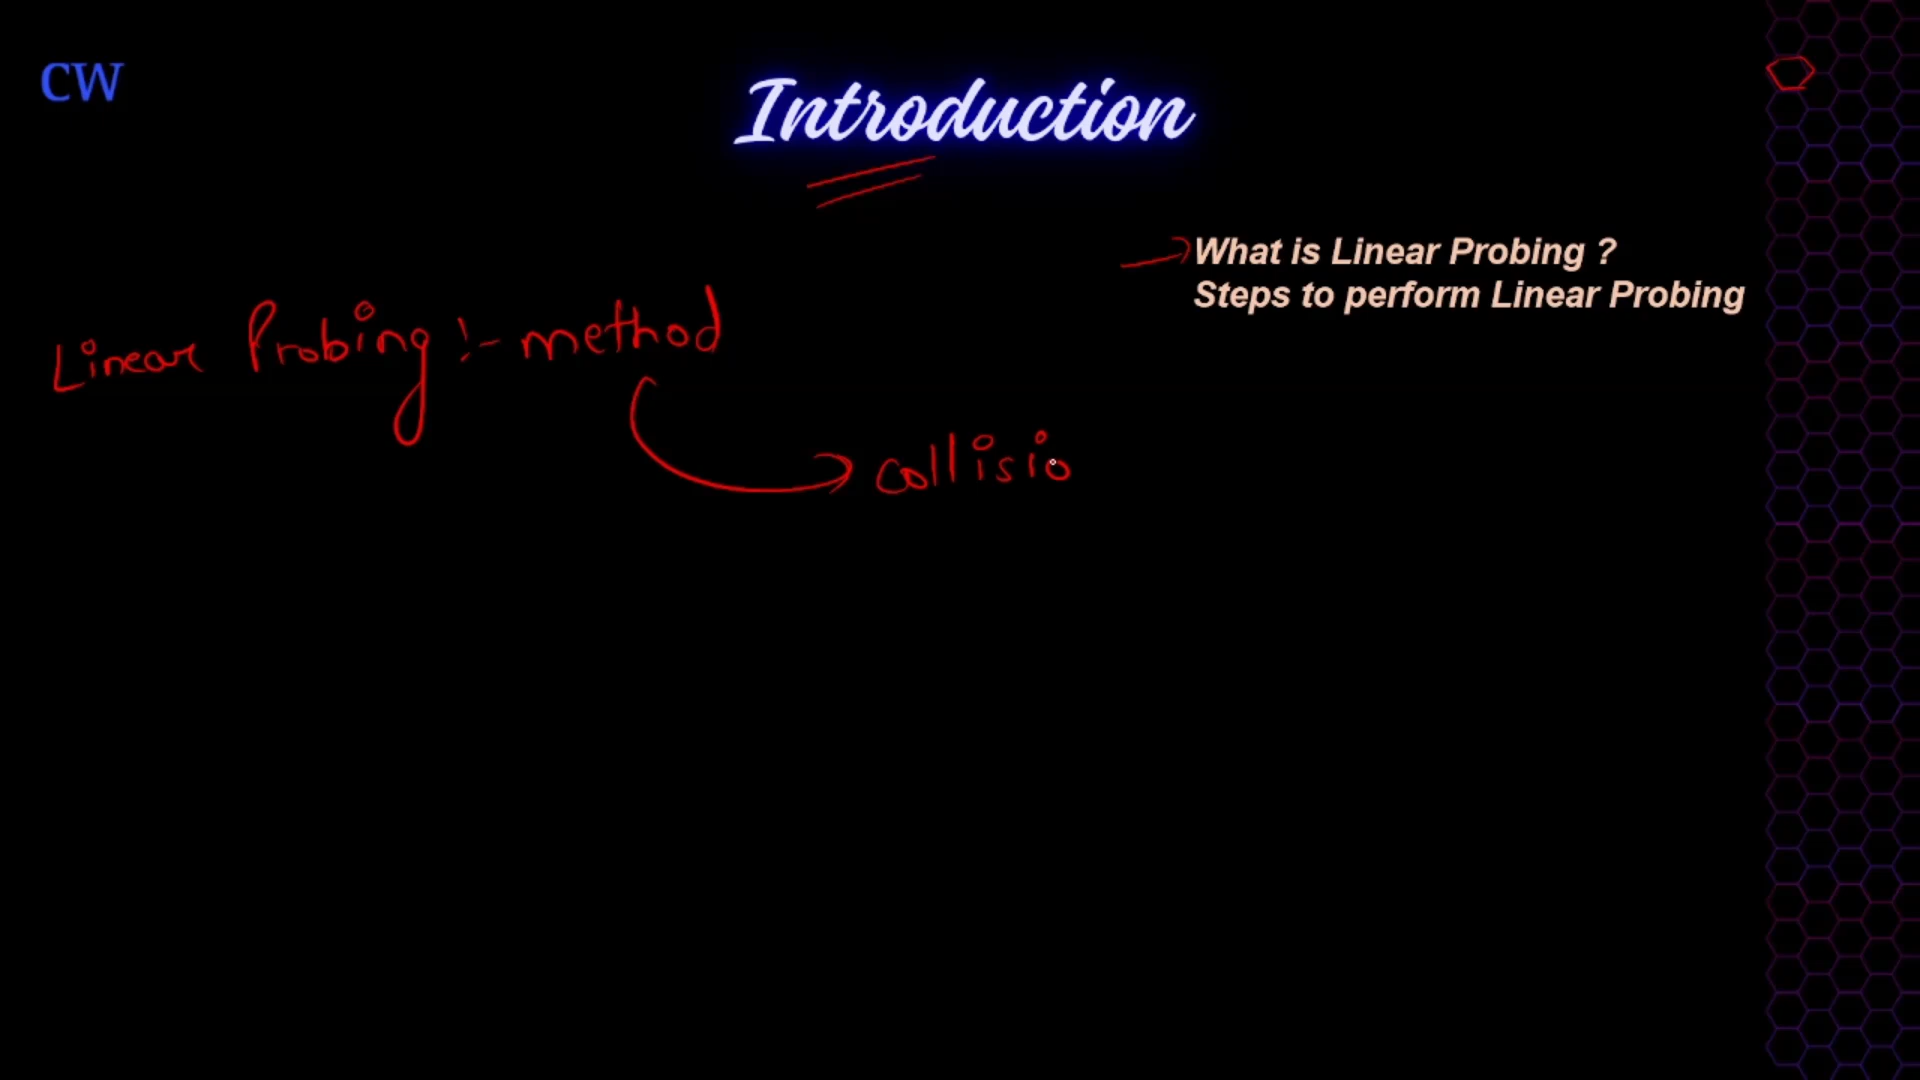 CW
Introduction
What is Linear Probing ?
Steps to perform Linear Probing
Linear Probing :- method
collisio